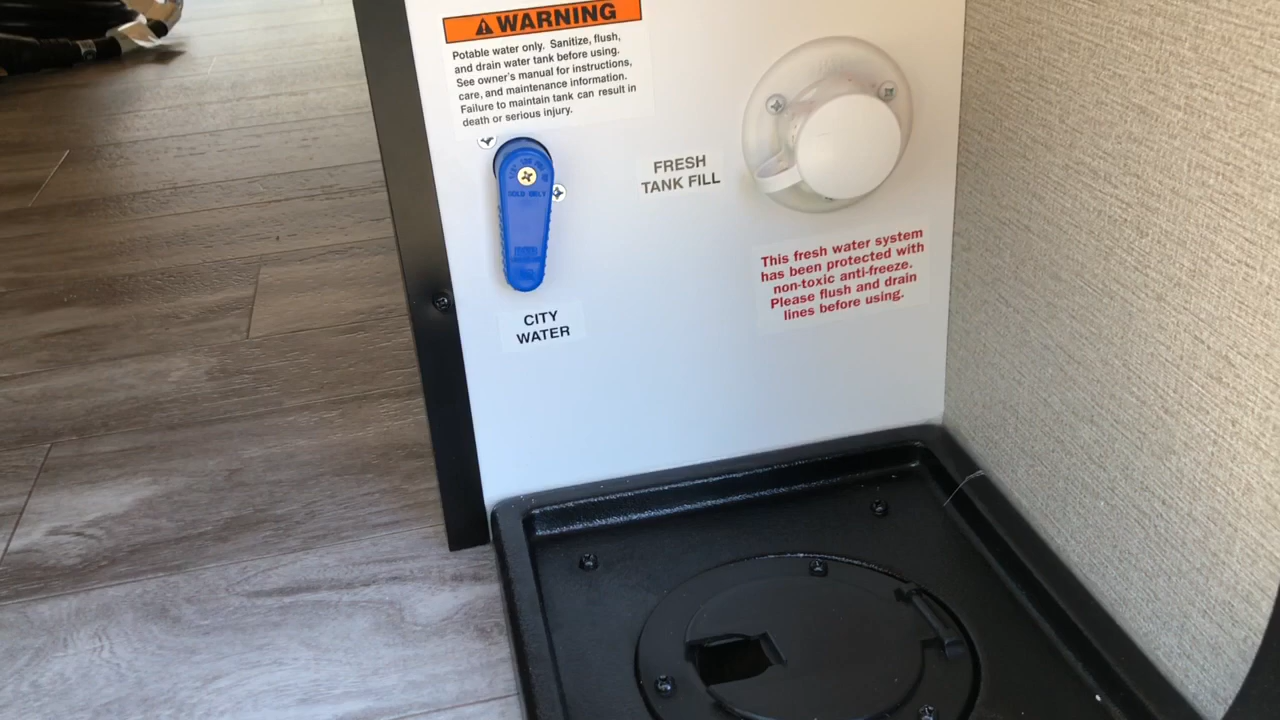 WARNING
Potable water only. Sanitize, flush,
and drain water tank before using.
See owner's manual for instructions,
care, and maintenance information.
Failure to maintain tank can result in
death or serious injury.
FRESH
TANK FILL
CITY
WATER
This fresh water system
has been protected with
non-toxic anti-freeze.
Please flush and drain
lines before using.